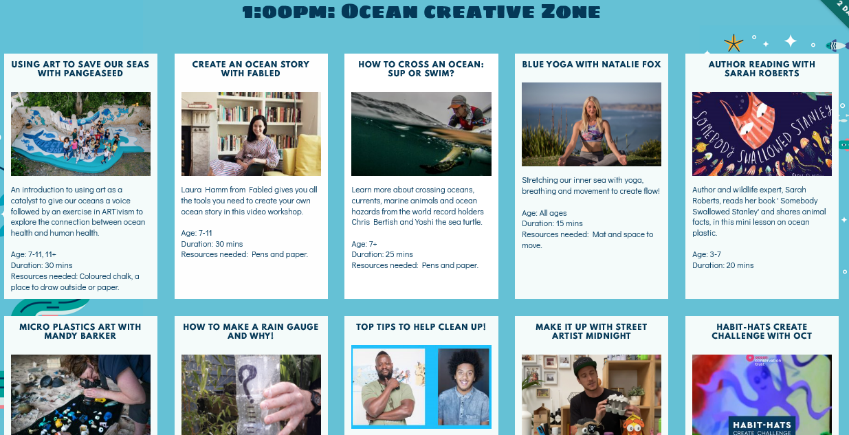 1:00PM: OCEAN CREATIVE ZONE
2 DA
USING ART TO SAVE OUR SEAS
WITH PANGEASEED
An introduction to using art as a
catalyst to give our oceans a voice
followed by an exercise in ARTivism to
explore the connection between ocean
health and human health.
Age: 7-11, 11+
Duration: 30 mins
Resources needed: Coloured chalk, a
place to draw outside or paper.
CREATE AN OCEAN STORY
WITH FABLED
Laura Hamm from Fabled gives you all
the tools you need to create your own
ocean story in this video workshop.
Age: 7-11
Duration: 30 mins
Resources needed: Pens and paper.
HOW TO CROSS AN OCEAN:
SUP OR SWIM?
Learn more about crossing oceans,
currents, marine animals and ocean
hazards from the world record holders
Chris Bertish and Yoshi the sea turtle.
Age: 7+
Duration: 25 mins
Resources needed: Pens and paper.
BLUE YOGA WITH NATALIE FOX
Stretching our inner sea with yoga,
breathing and movement to create flow!
Age: All ages
Duration: 15 mins
Resources needed: Mat and space to
move.
AUTHOR READING WITH
SARAH ROBERTS
SOMEBODY SWALLOWED STANLEY
Author and wildlife expert, Sarah
Roberts, reads her book ' Somebody
Swallowed Stanley' and shares animal
facts, in this mini lesson on ocean
plastic.
Age: 3-7
Duration: 20 mins
MICRO PLASTICS ART WITH
MANDY BARKER
HOW TO MAKE A RAIN GAUGE
AND WHY!
?
TOP TIPS TO HELP CLEAN UP!
MAKE IT UP WITH STREET
ARTIST MIDNIGHT
HABIT-HATS CREATE
CHALLENGE WITH OCT
HABIT-HATS
CREATE CHALLENGE